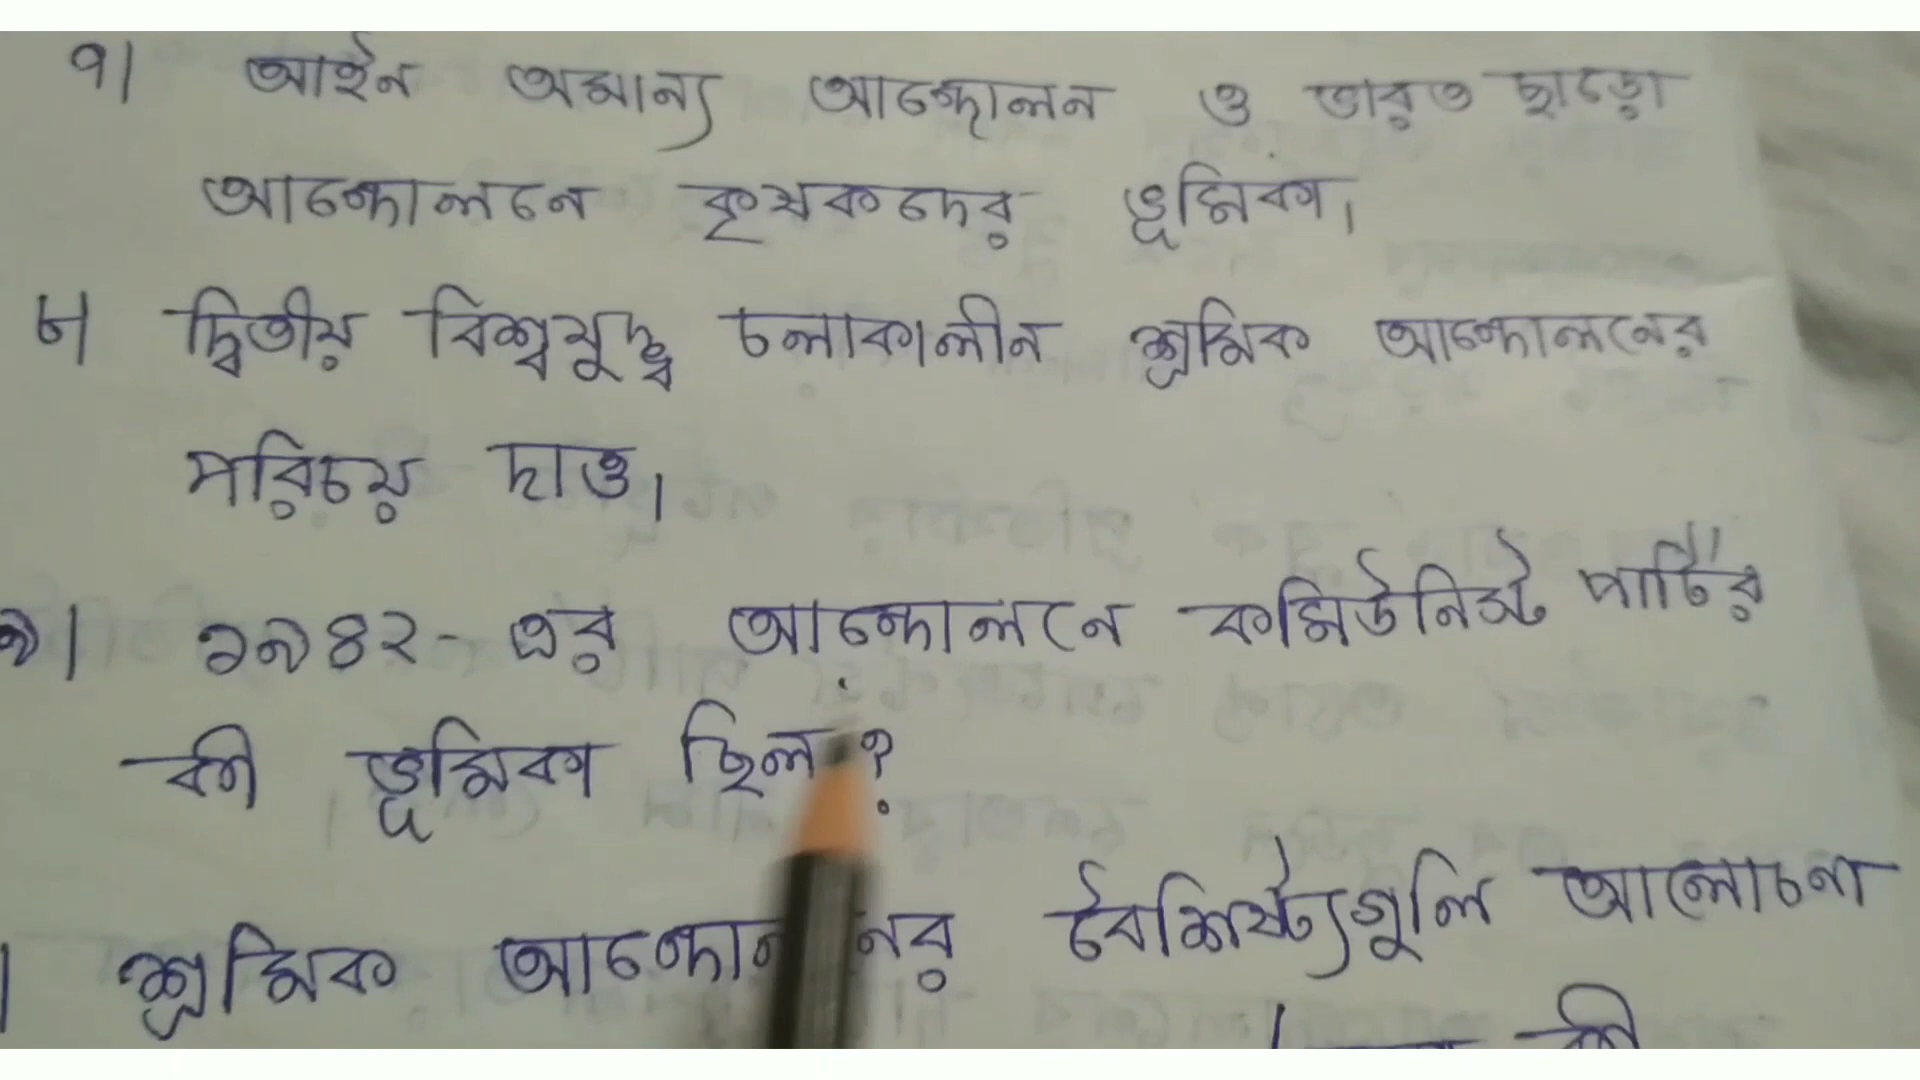 ৭। আইন অমান্য আন্দোলন ও ভারত ছাড়ো
আন্দোলনে কৃষকদের ভূমিকা।
৮। দ্বিতীয় বিশ্বযুদ্ধ চলাকালীন শ্রমিক আন্দোলনের
পরিচয় দাও।
৯। ১৯৪২-এর আন্দোলনে কমিউনিস্ট পার্টির
কী ভূমিকা ছিল?
। শ্রমিক আন্দোলনের বৈশিষ্ট্যগুলি আলোচনা
কী